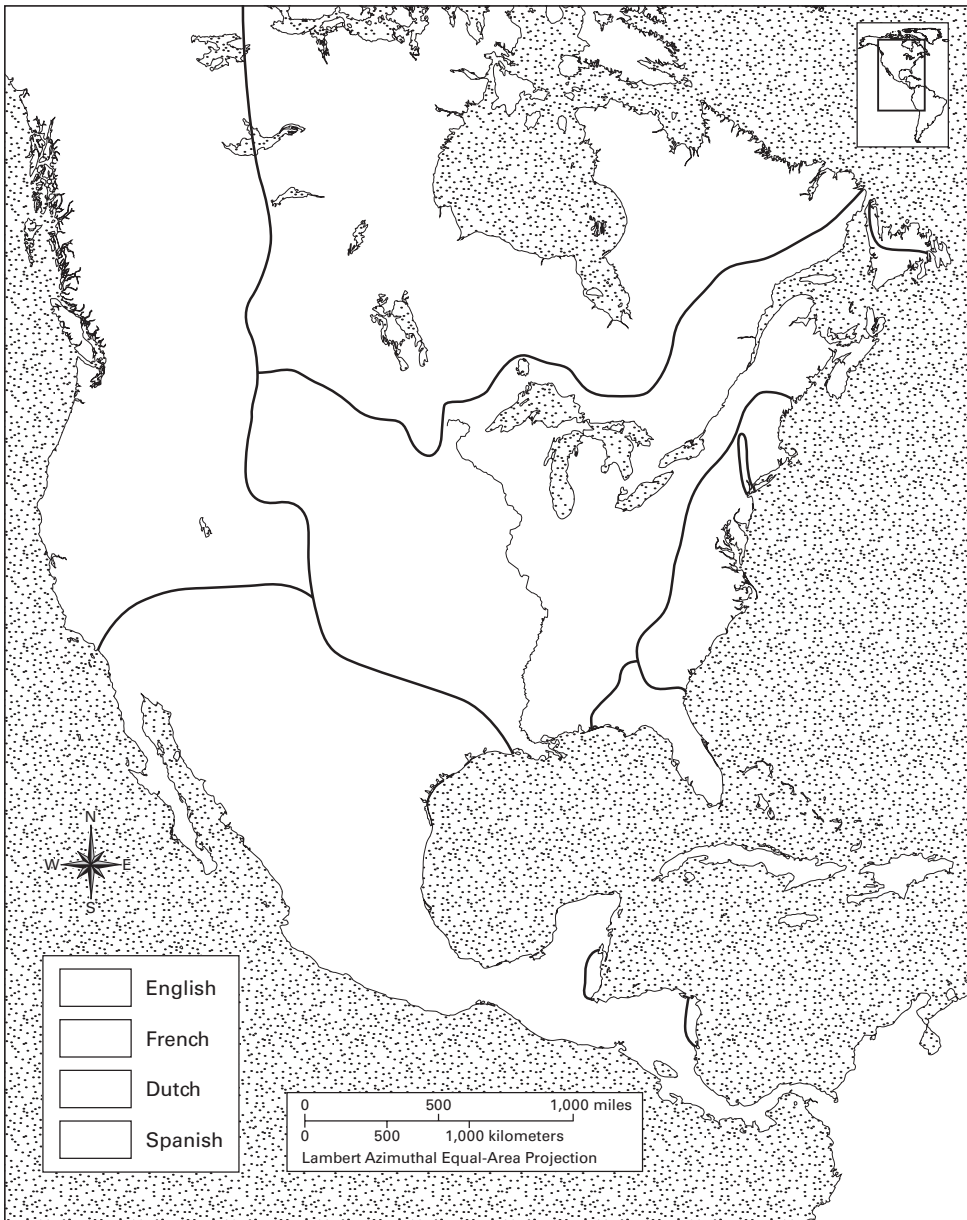 N
W E
S
English
French
Dutch
Spanish
0 500 1,000 miles
0 500 1,000 kilometers
Lambert Azimuthal Equal-Area Projection